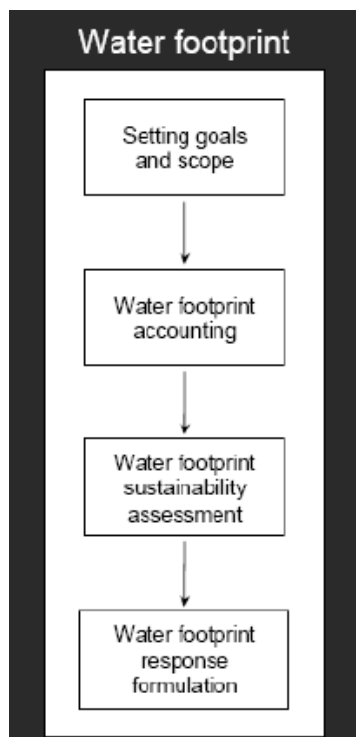 Water footprint
Setting goals
and scope
Water footprint
accounting
Water footprint
sustainability
assessment
Water footprint
response
formulation